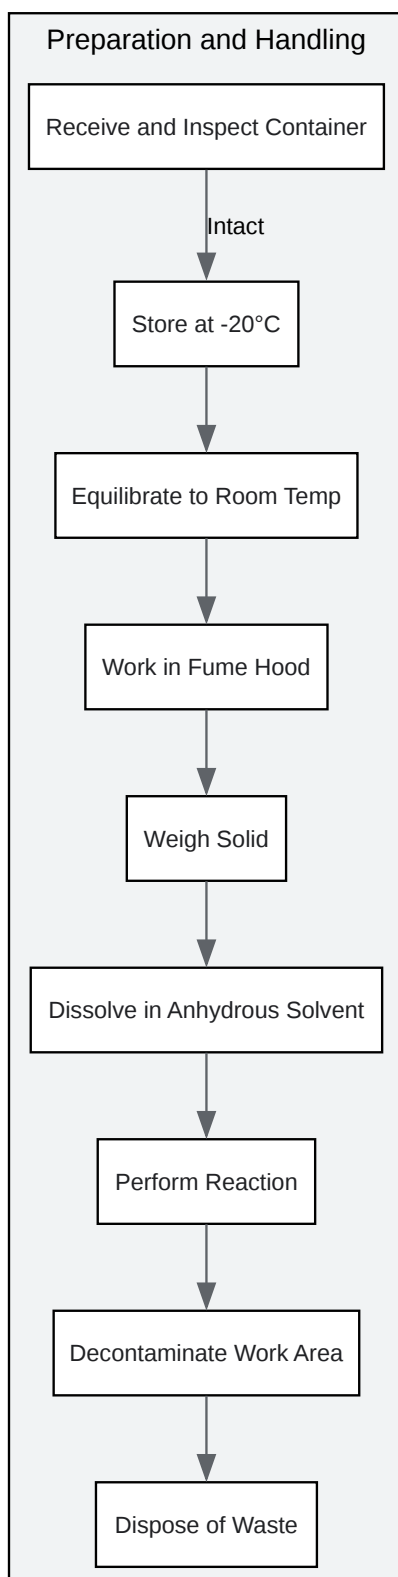 Preparation and Handling
Receive and Inspect Container
Intact
Store at -20°C
Equilibrate to Room Temp
Work in Fume Hood
Weigh Solid
Dissolve in Anhydrous Solvent
Perform Reaction
Decontaminate Work Area
Dispose of Waste